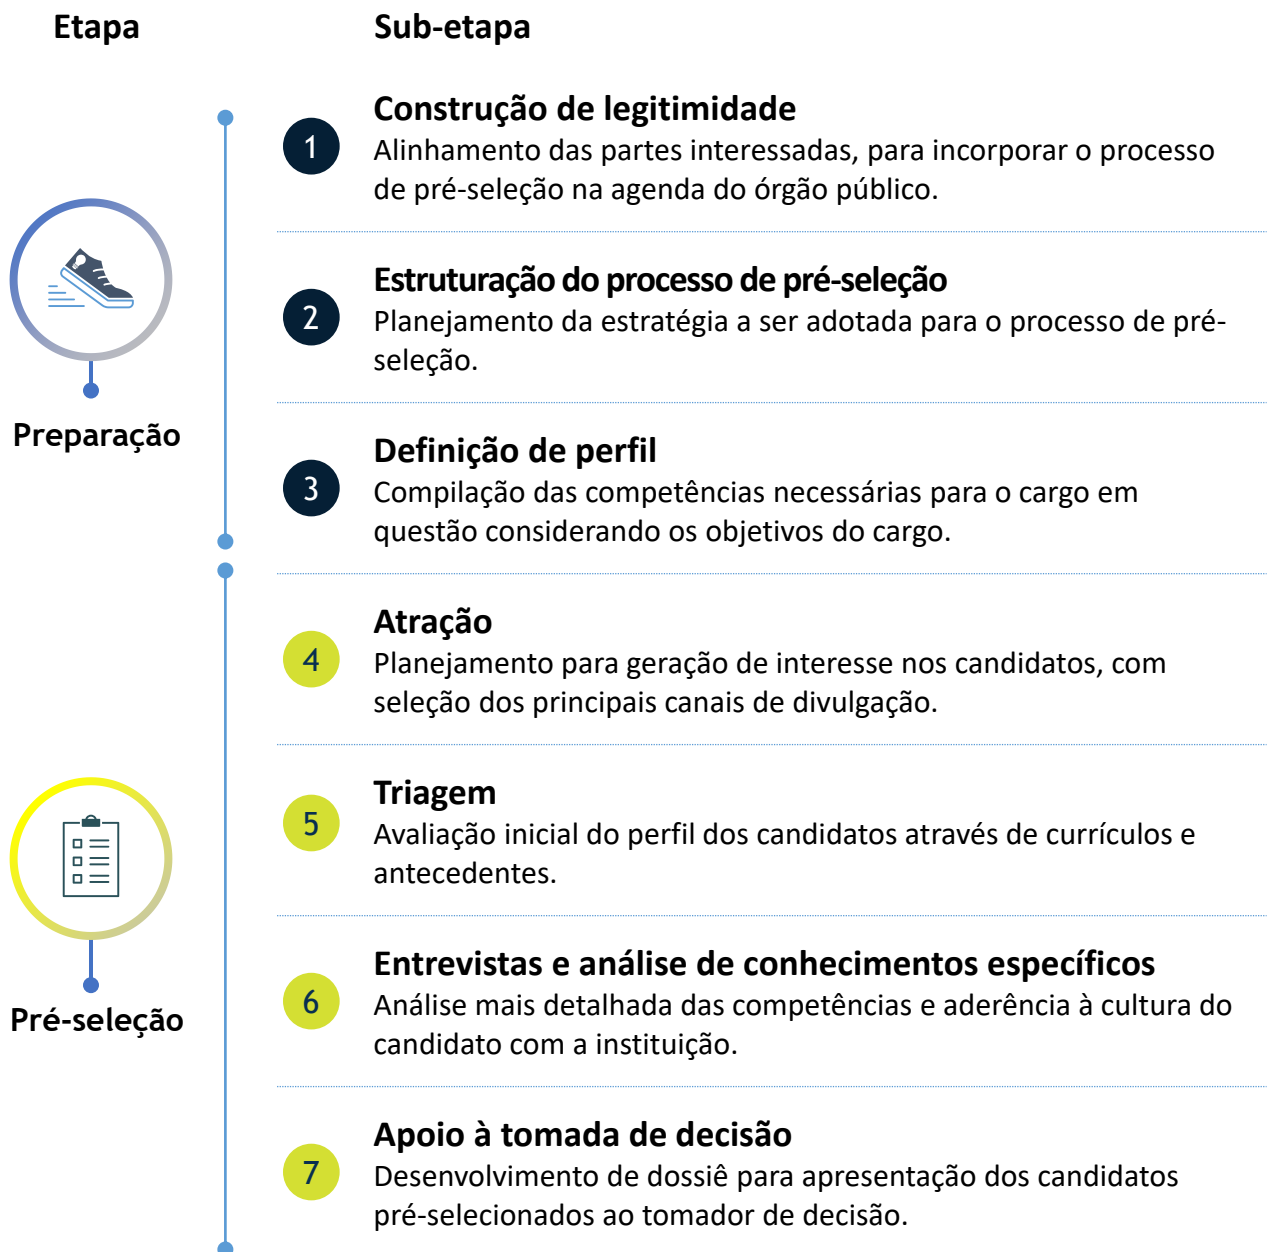 Etapa
Sub-etapa
1
Construção de legitimidade
Alinhamento das partes interessadas, para incorporar o processo
de pré-seleção na agenda do órgão público.
2
Estruturação do processo de pré-seleção
Planejamento da estratégia a ser adotada para o processo de pré-
seleção.
Preparação
3
Definição de perfil
Compilação das competências necessárias para o cargo em
questão considerando os objetivos do cargo.
4
Atração
Planejamento para geração de interesse nos candidatos, com
seleção dos principais canais de divulgação.
5
Triagem
Avaliação inicial do perfil dos candidatos através de currículos e
antecedentes.
Pré-seleção
6
Entrevistas e análise de conhecimentos específicos
Análise mais detalhada das competências e aderência à cultura do
candidato com a instituição.
7
Apoio à tomada de decisão
Desenvolvimento de dossiê para apresentação dos candidatos
pré-selecionados ao tomador de decisão.